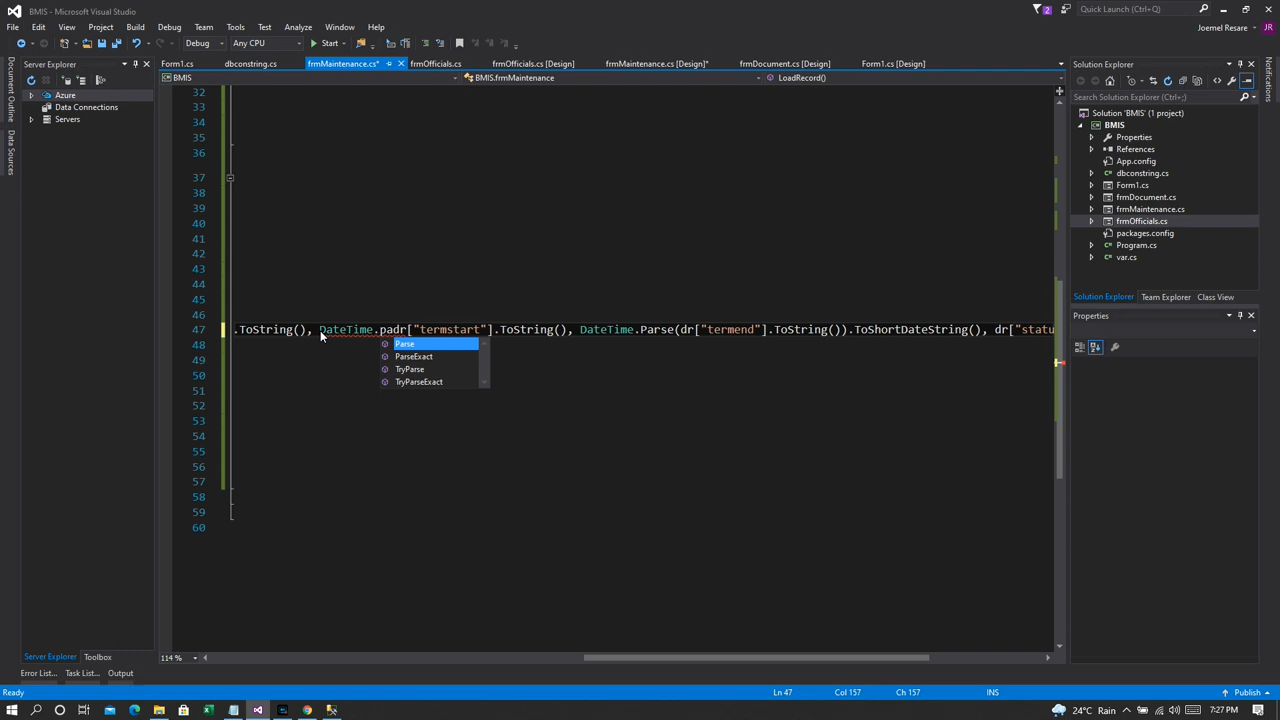 BMIS - Microsoft Visual Studio
2
Quick Launch (Ctrl+Q)
File Edit View Project Build Debug Team Tools Test Analyze Window Help
Joemel Resare JR
Debug Any CPU Start
Server Explorer
Form1.cs dbconstring.cs frmMaintenance.cs* frmOfficials.cs frmOfficials.cs [Design] frmMaintenance.cs [Design]* frmDocument.cs [Design] Form1.cs [Design]
Solution Explorer
BMIS BMIS.frmMaintenance LoadRecord()
Document Outline
Data Sources
Notifications
Azure
Data Connections
Servers
Search Solution Explorer (Ctrl+;)
Solution 'BMIS' (1 project)
BMIS
Properties
References
App.config
dbconstring.cs
Form1.cs
frmDocument.cs
frmMaintenance.cs
frmOfficials.cs
packages.config
Program.cs
var.cs
Solution Explorer Team Explorer Class View
Properties
32
33
34
35
36
37
38
39
40
41
42
43
44
45
46
47 .ToString(), DateTime.padr["termstart"].ToString(), DateTime.Parse(dr["termend"].ToString()).ToShortDateString(), dr["statu
Parse
ParseExact
TryParse
TryParseExact
48
49
50
51
52
53
54
55
56
57
58
59
60
114 %
Server Explorer Toolbox
Error List... Task List... Output
Ready Ln 47 Col 157 Ch 157 INS Publish
24°C Rain 7:27 PM